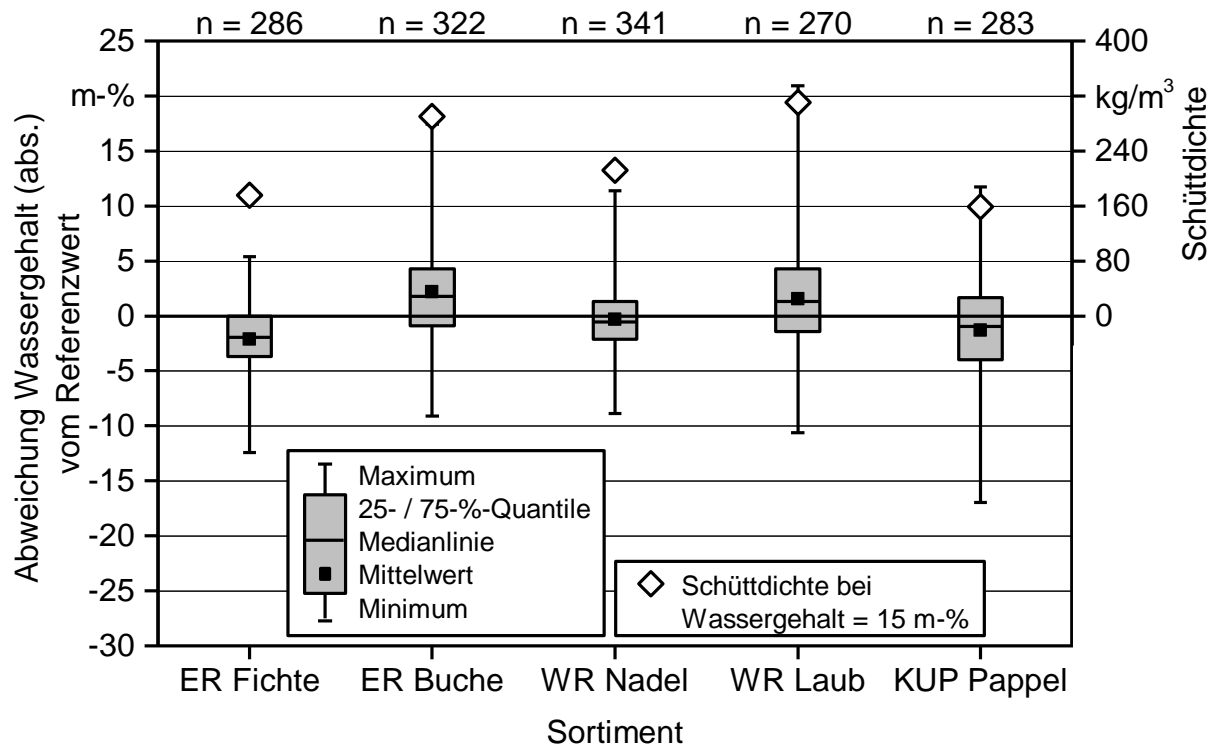 n = 286 n = 322 n = 341 n = 270 n = 283
25
m-%
15
10
5
0
-5
-10
-15
-20
-25
-30
Abweichung Wassergehalt (abs.)
vom Referenzwert
400
kg/m³
240
160
80
0
Schüttdichte
Maximum
25- / 75-%-Quantile
Medianlinie
Mittelwert
Minimum
Schüttdichte bei
Wassergehalt = 15 m-%
ER Fichte ER Buche WR Nadel WR Laub KUP Pappel
Sortiment